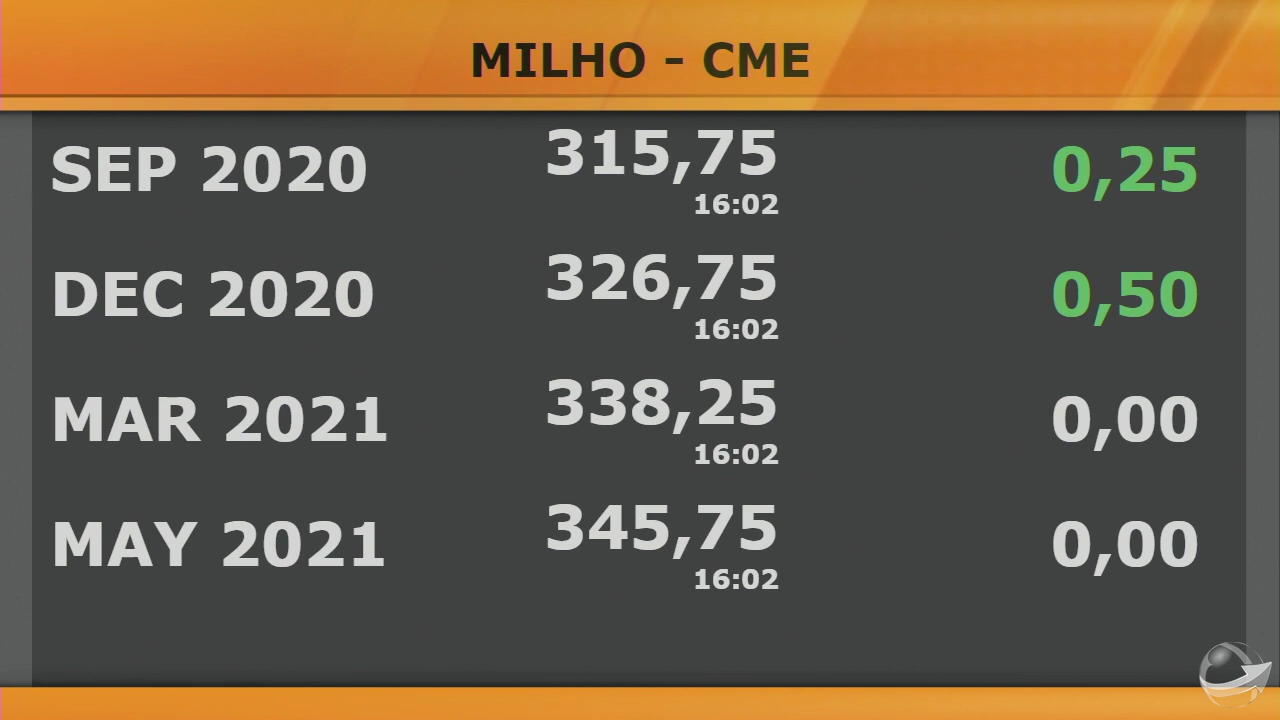 MILHO - CME
SEP 2020 315,75 0,25
16:02
DEC 2020 326,75 0,50
16:02
MAR 2021 338,25 0,00
16:02
MAY 2021 345,75 0,00
16:02